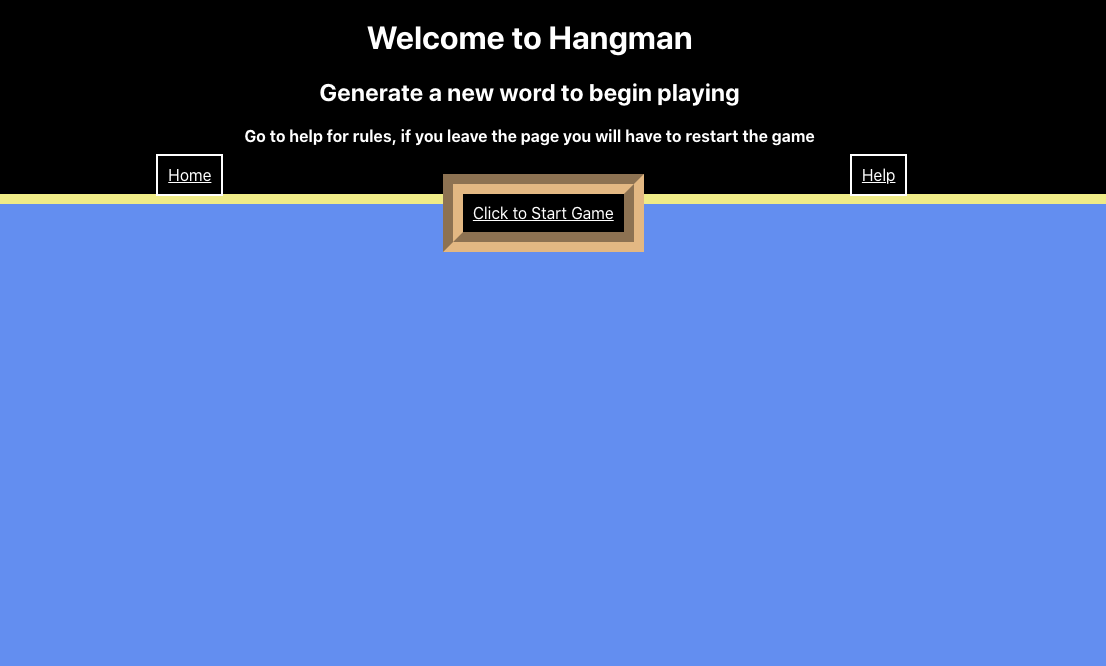 Welcome to Hangman
Generate a new word to begin playing
Go to help for rules, if you leave the page you will have to restart the game
Home
Help
Click to Start Game